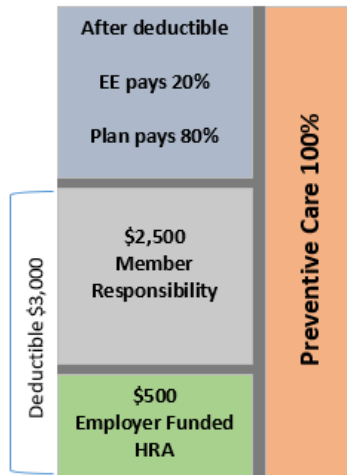 After deductible
EE pays 20%
Plan pays 80%
$2,500
Member
Responsibility
$500
Employer Funded
HRA
Deductible $3,000
Preventive Care 100%